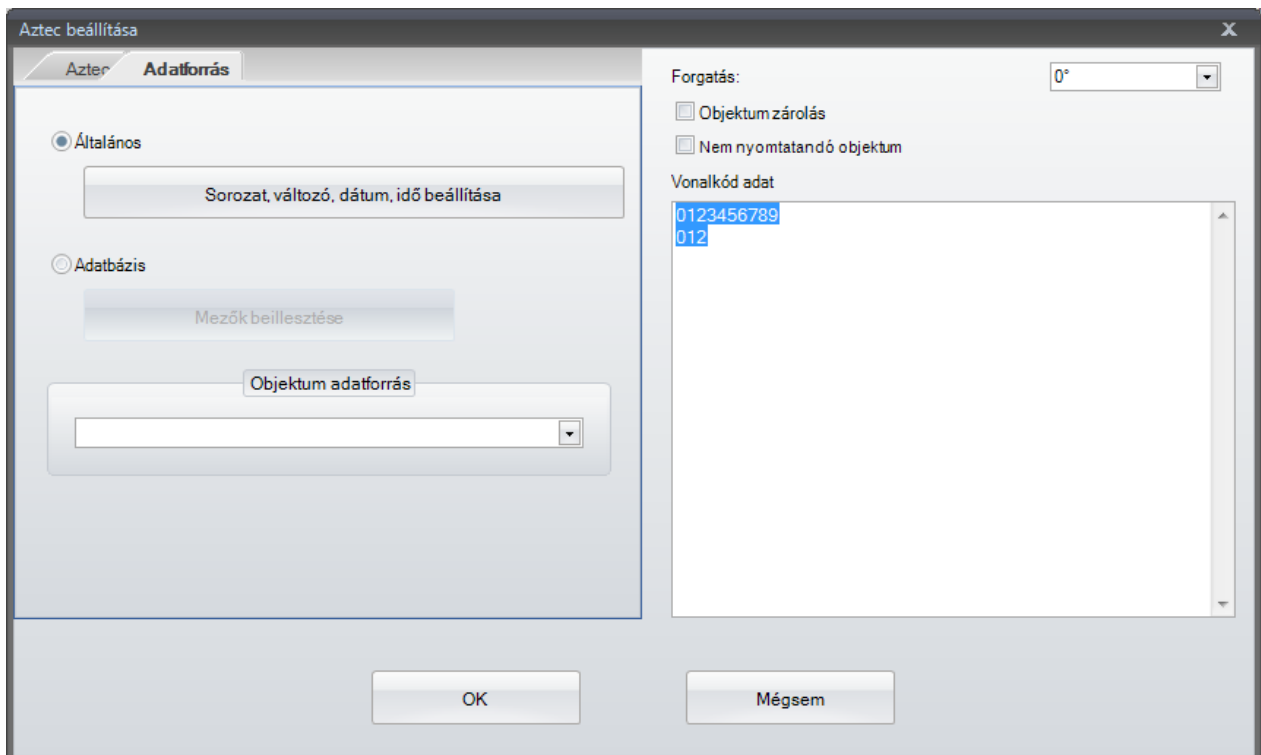 Aztec beállítása
X
Aztec
Adatforrás
Általános
Sorozat, változó, dátum, idő beállítása
Adatbázis
Mezők beillesztése
Objektum adatforrás
Forgatás:
0°
Objektum zárolás
Nem nyomtatandó objektum
Vonalkód adat
0123456789
012
OK
Mégsem